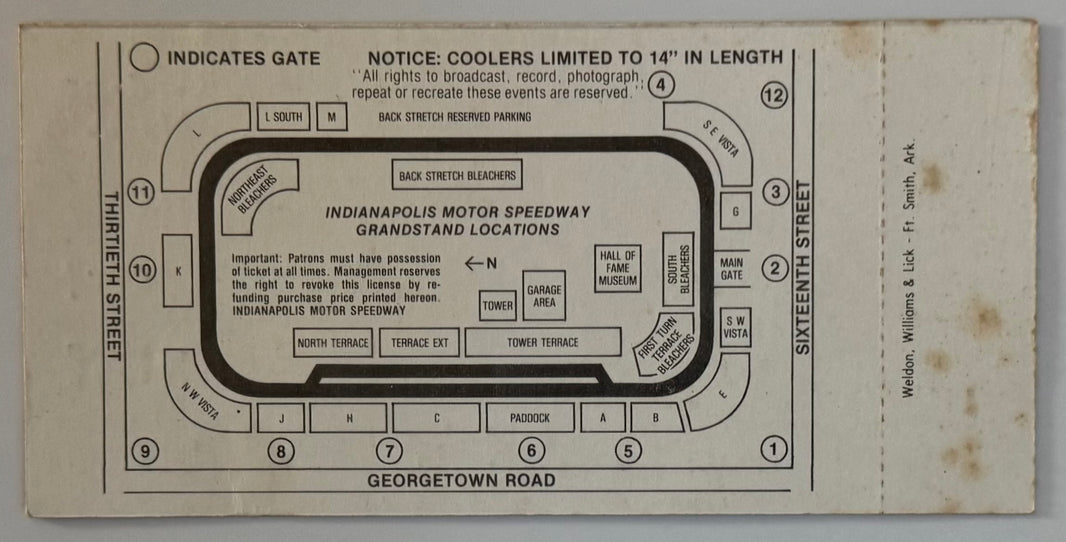 INDICATES GATE
NOTICE: COOLERS LIMITED TO 14" IN LENGTH
"All rights to broadcast, record, photograph,
repeat or recreate these events are reserved."
4
12
L
L SOUTH
M
BACK STRETCH RESERVED PARKING
S E VISTA
NORTHEAST
BLEACHERS
BACK STRETCH BLEACHERS
11
3
G
INDIANAPOLIS MOTOR SPEEDWAY
GRANDSTAND LOCATIONS
THIRTIETH STREET
10
K
Important: Patrons must have possession
of ticket at all times. Management reserves
the right to revoke this license by re-
funding purchase price printed hereon.
INDIANAPOLIS MOTOR SPEEDWAY
←N
TOWER
GARAGE
AREA
HALL OF
FAME
MUSEUM
SOUTH
BLEACHERS
MAIN
GATE
2
SIXTEENTH STREET
S W
VISTA
NORTH TERRACE
TERRACE EXT
TOWER TERRACE
FIRST TURN
TERRACE
BLEACHERS
N W VISTA
J
H
C
PADDOCK
A
B
E
9
8
7
6
5
1
GEORGETOWN ROAD
Weldon, Williams & Lick - Ft. Smith, Ark.